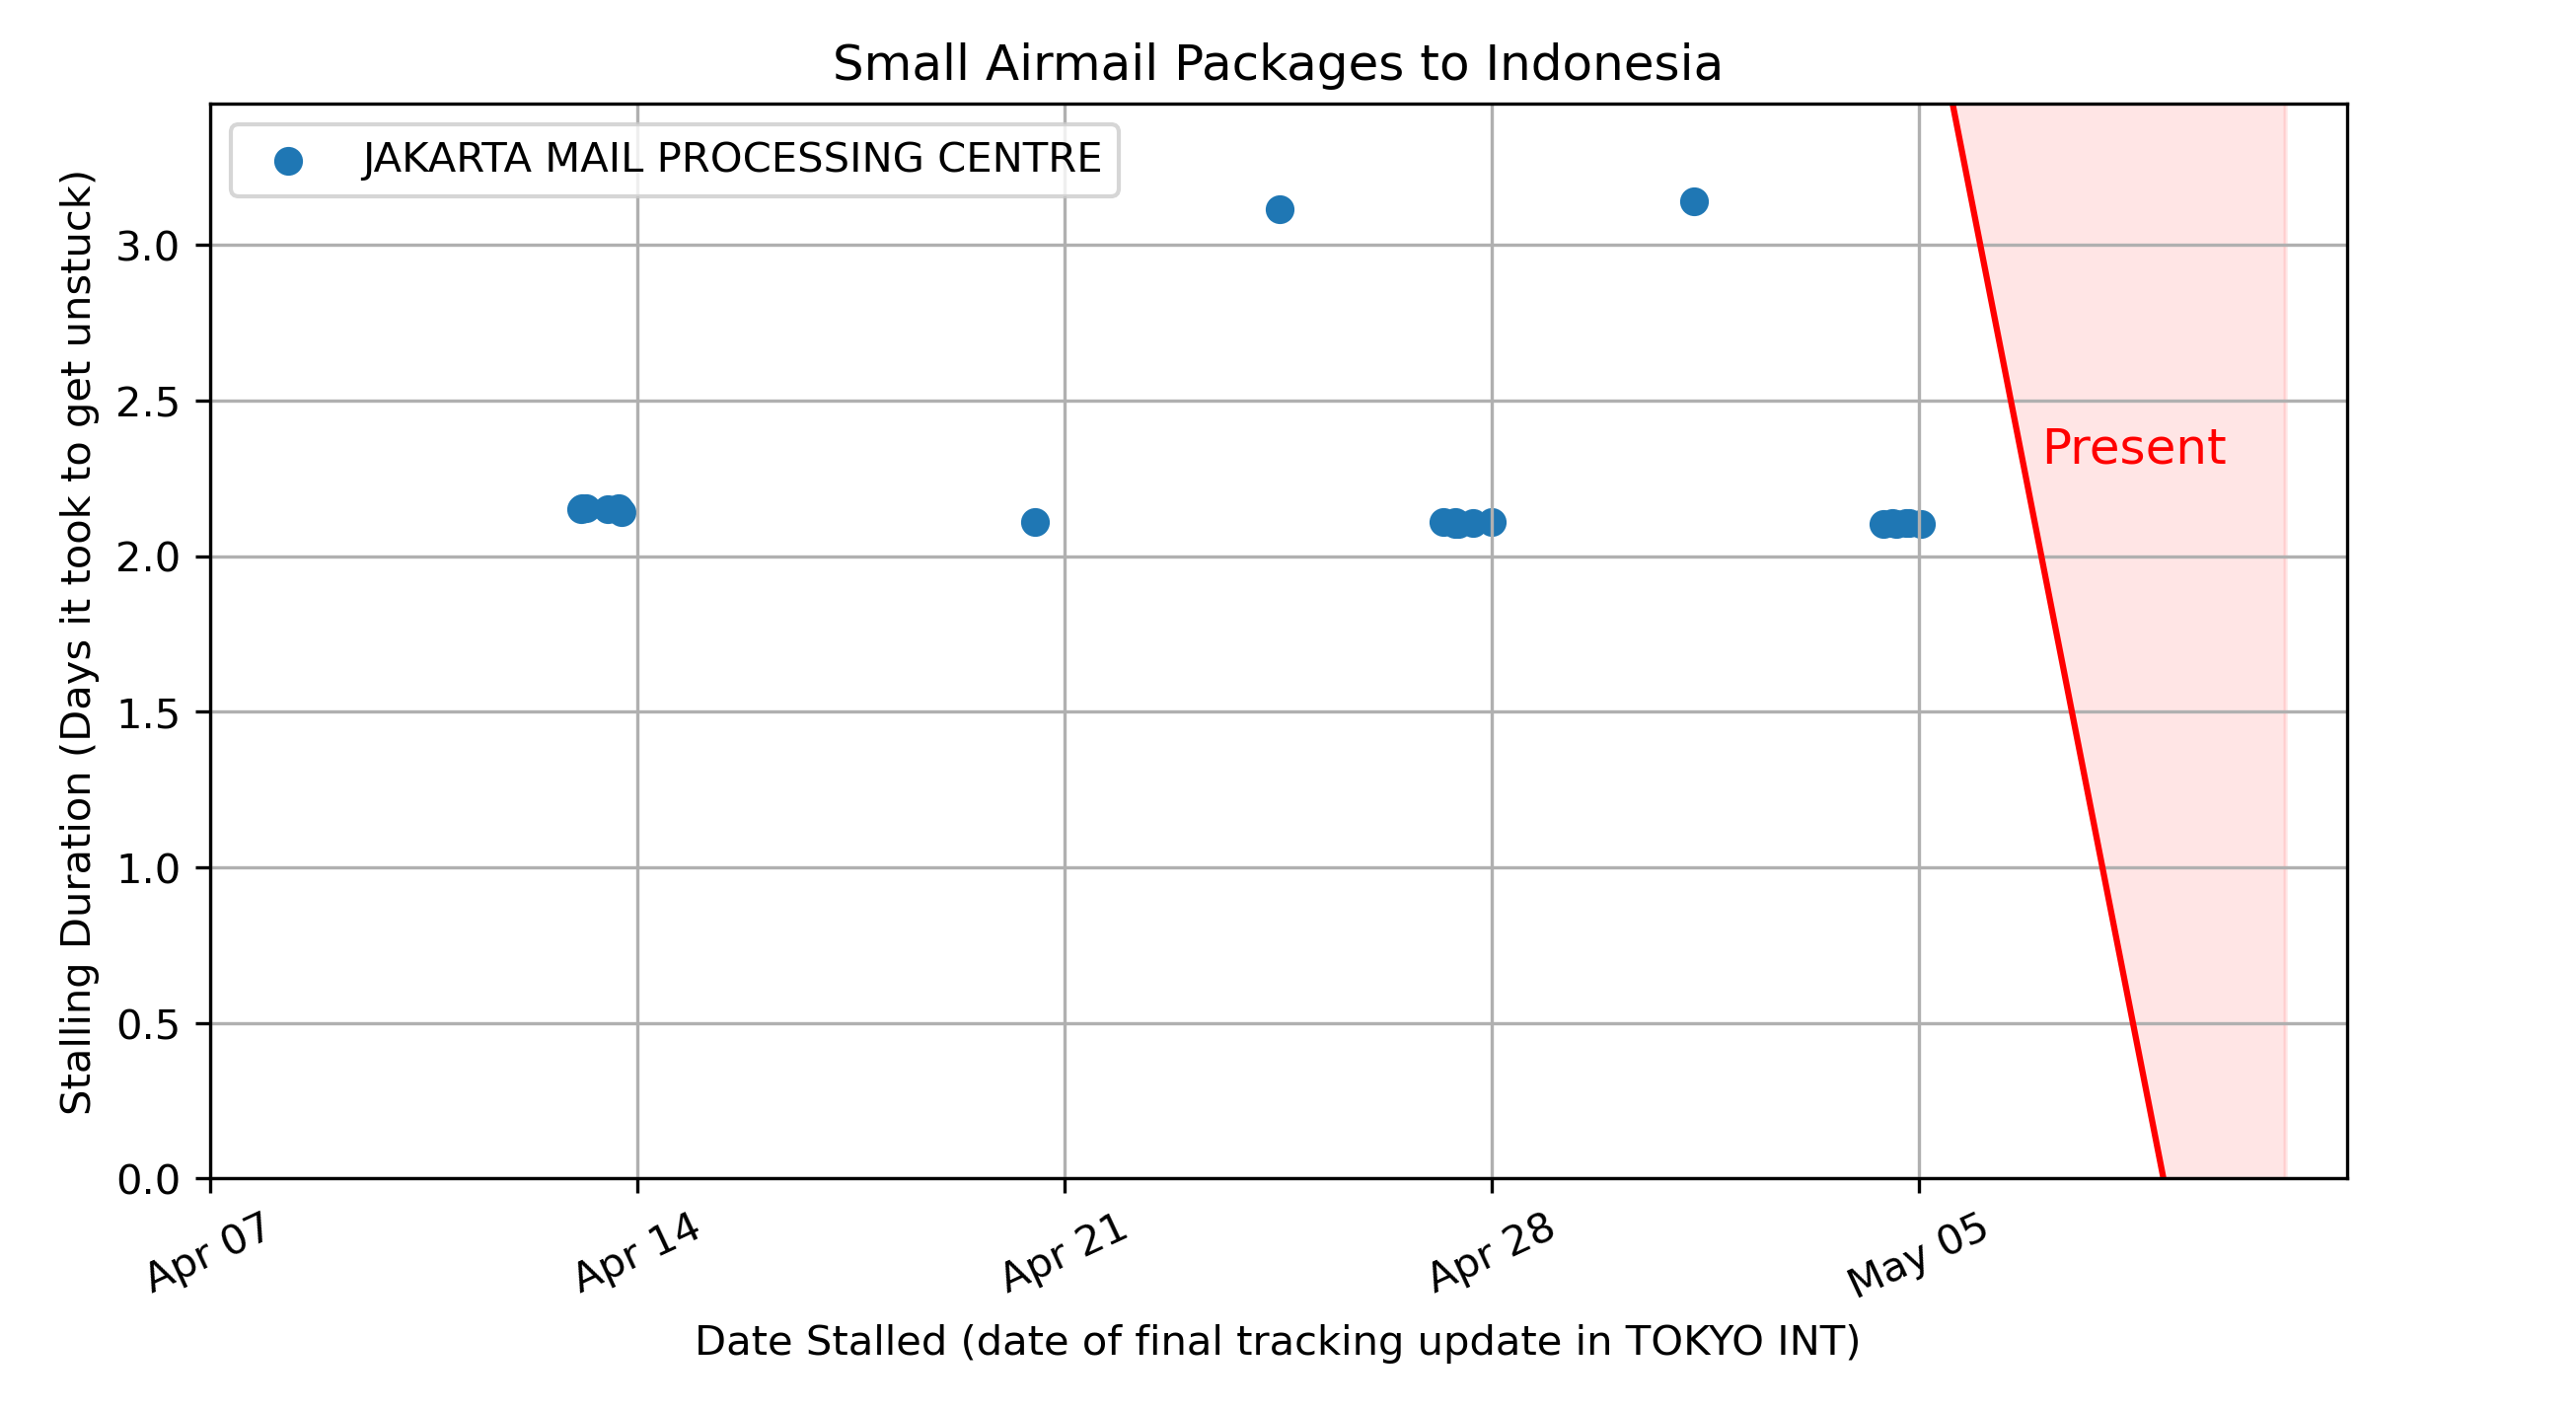 Small Airmail Packages to Indonesia
JAKARTA MAIL PROCESSING CENTRE
Stalling Duration (Days it took to get unstuck)
3.0
2.5
2.0
1.5
1.0
0.5
0.0
Present
Apr 07
Apr 14
Apr 21
Apr 28
May 05
Date Stalled (date of final tracking update in TOKYO INT)